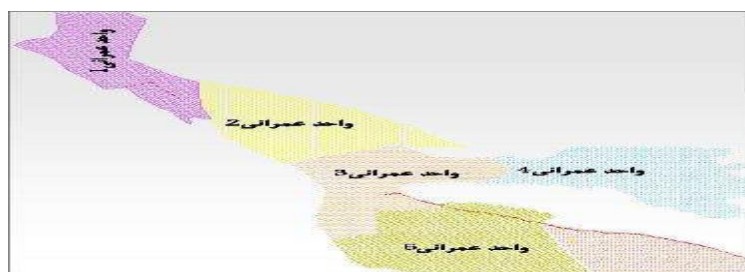 واحد عمرانی1
واحد عمرانی2
واحد عمرانی3
واحد عمرانی4
واحد عمرانی5